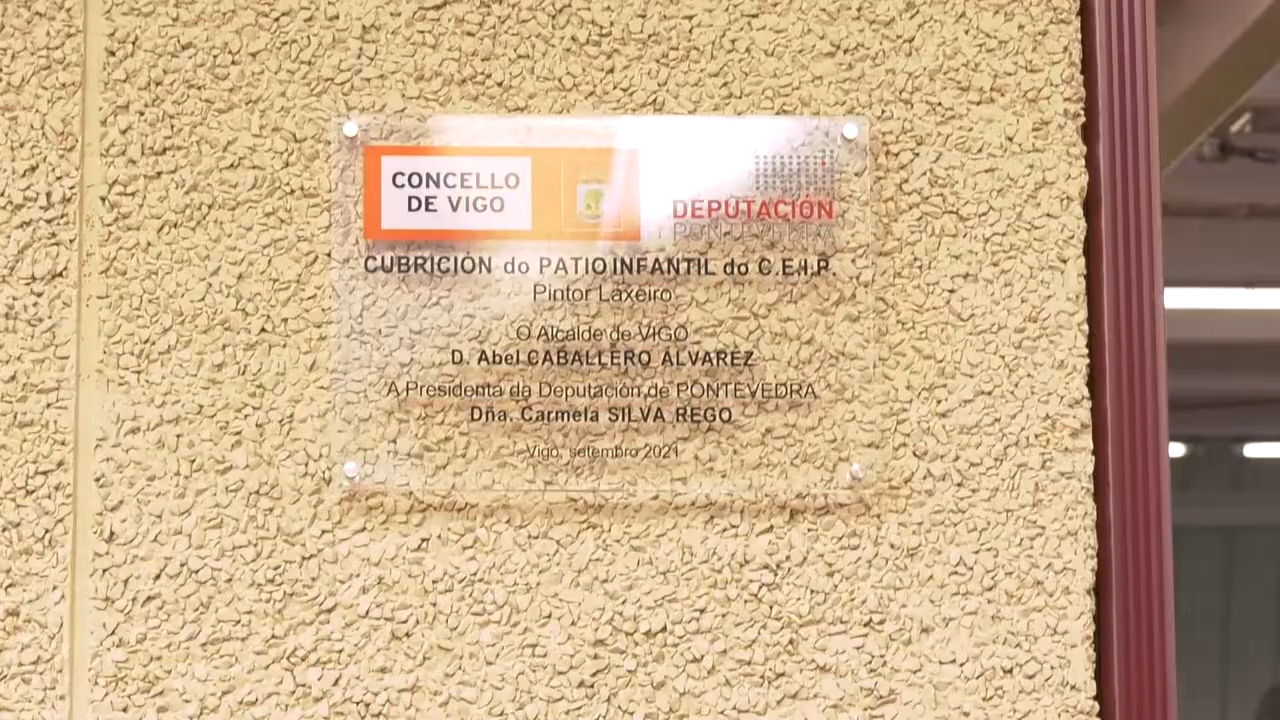 CONCELLO
DE VIGO
DEPUTACIÓN
PONTEVEDRA
CUBRICIÓN do PATIO INFANTIL do C.E.I.P.
Pintor Laxeiro
O Alcalde de VIGO
D. Abel CABALLERO ÁLVAREZ
A Presidenta da Deputación de PONTEVEDRA
Dña. Carmela SILVA REGO
Vigo, setembro 2021